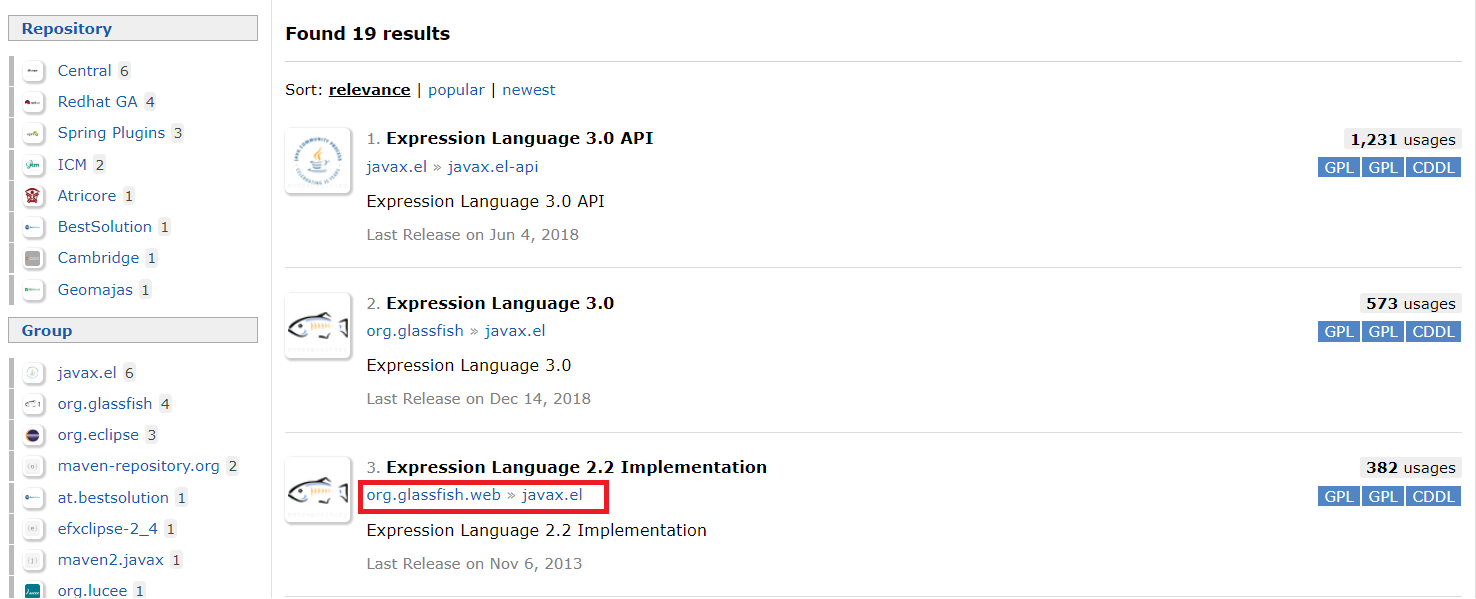 Repository
Central 6
Redhat GA 4
Spring Plugins 3
ICM 2
Atricore 1
BestSolution 1
Cambridge 1
Geomajas 1
Group
javax.el 6
org.glassfish 4
org.eclipse 3
maven-repository.org 2
at.bestsolution 1
efxclipse-2_4 1
maven2.javax 1
org.lucee 1
Found 19 results
Sort: relevance | popular | newest
1. Expression Language 3.0 API
1,231 usages
javax.el » javax.el-api
GPL GPL CDDL
Expression Language 3.0 API
Last Release on Jun 4, 2018
2. Expression Language 3.0
573 usages
org.glassfish » javax.el
GPL GPL CDDL
Expression Language 3.0
Last Release on Dec 14, 2018
3. Expression Language 2.2 Implementation
382 usages
org.glassfish.web » javax.el
GPL GPL CDDL
Expression Language 2.2 Implementation
Last Release on Nov 6, 2013